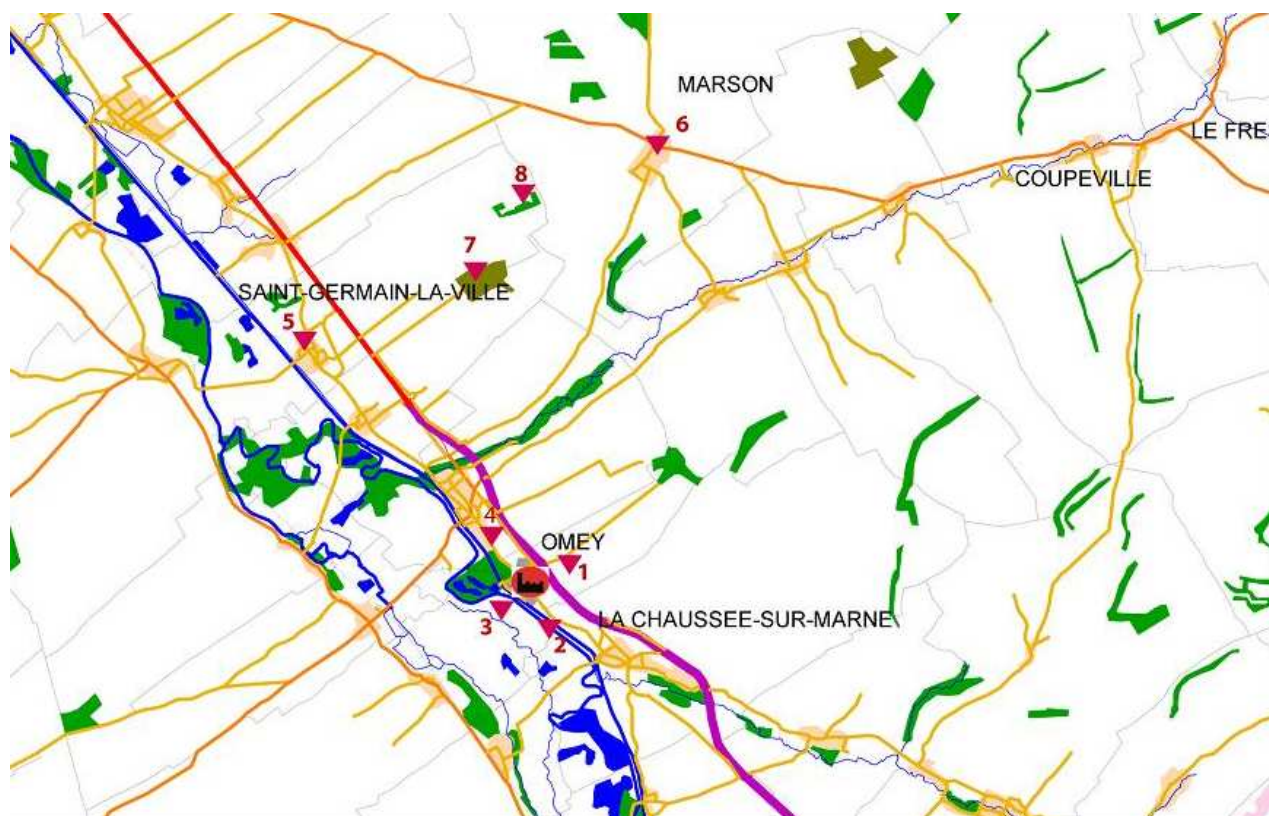 MARSON
6
LE FRE
8
COUPEVILLE
7
SAINT-GERMAIN-LA-VILLE
5
4
OMEY
1
3
2
LA CHAUSSEE-SUR-MARNE